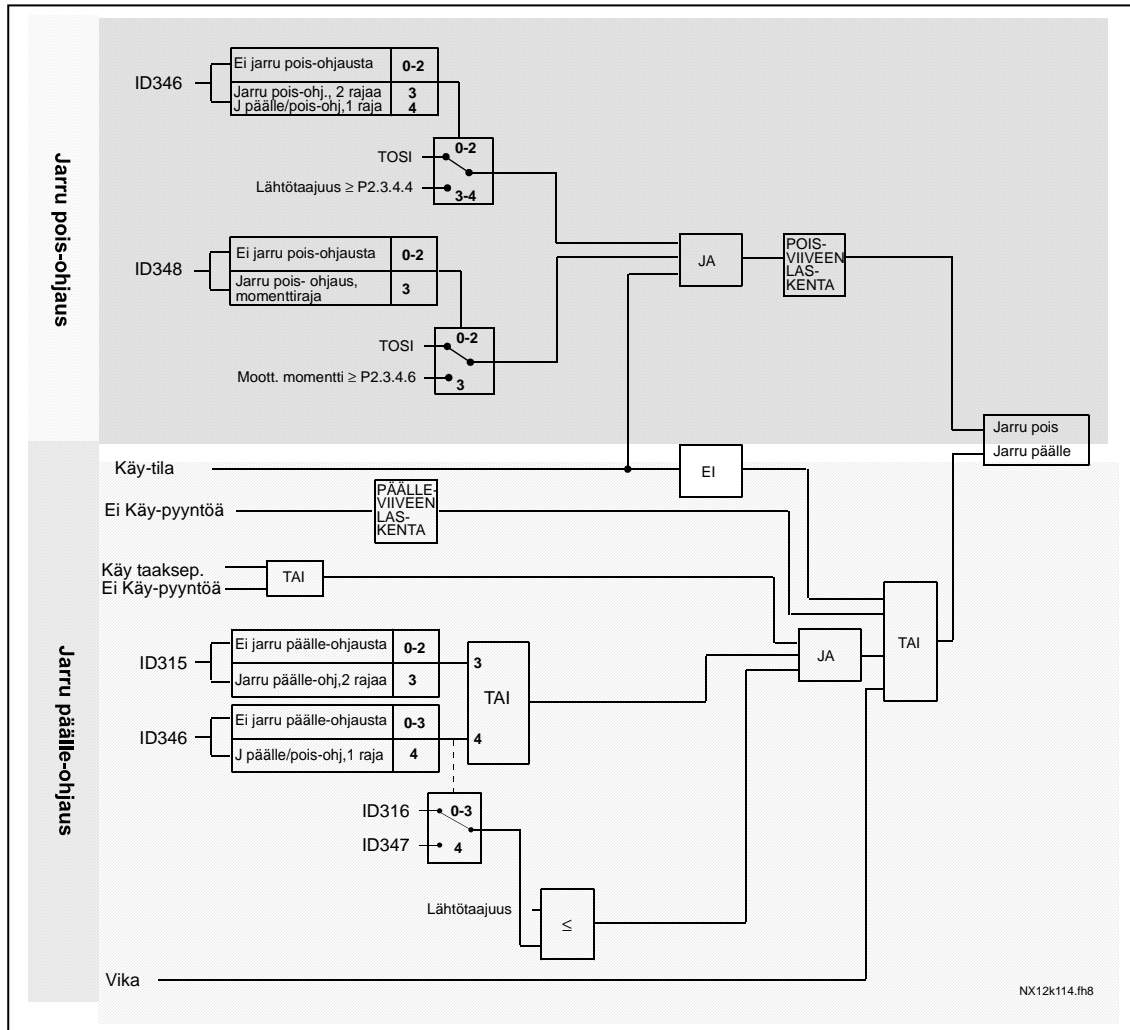 Jarru pois-ohjaus
ID346
Ei jarru pois-ohjausta 0-2
Jarru pois-ohj., 2 rajaa 3
J päälle/pois-ohj,1 raja 4
0-2
TOSI
Lähtötaajuus ≥ P2.3.4.4
3-4
ID348
Ei jarru pois-ohjausta 0-2
Jarru pois- ohjaus,
momenttiraja
3
0-2
TOSI
Moott. momentti ≥ P2.3.4.6
3
JA
POIS-
VIIVEEN
LAS-
KENTA
Jarru pois
Jarru päälle
Jarru päälle-ohjaus
Käy-tila
EI
Ei Käy-pyyntöä
PÄÄLLE-
VIIVEEN
LAS-
KENTA
Käy taaksep.
Ei Käy-pyyntöä
TAI
ID315
Ei jarru päälle-ohjausta 0-2
Jarru päälle-ohj,2 rajaa 3
ID346
Ei jarru päälle-ohjausta 0-3
J päälle/pois-ohj,1 raja 4
3
TAI
4
JA
TAI
ID316
0-3
ID347
4
Lähtötaajuus
≤
Vika
NX12k114.fh8